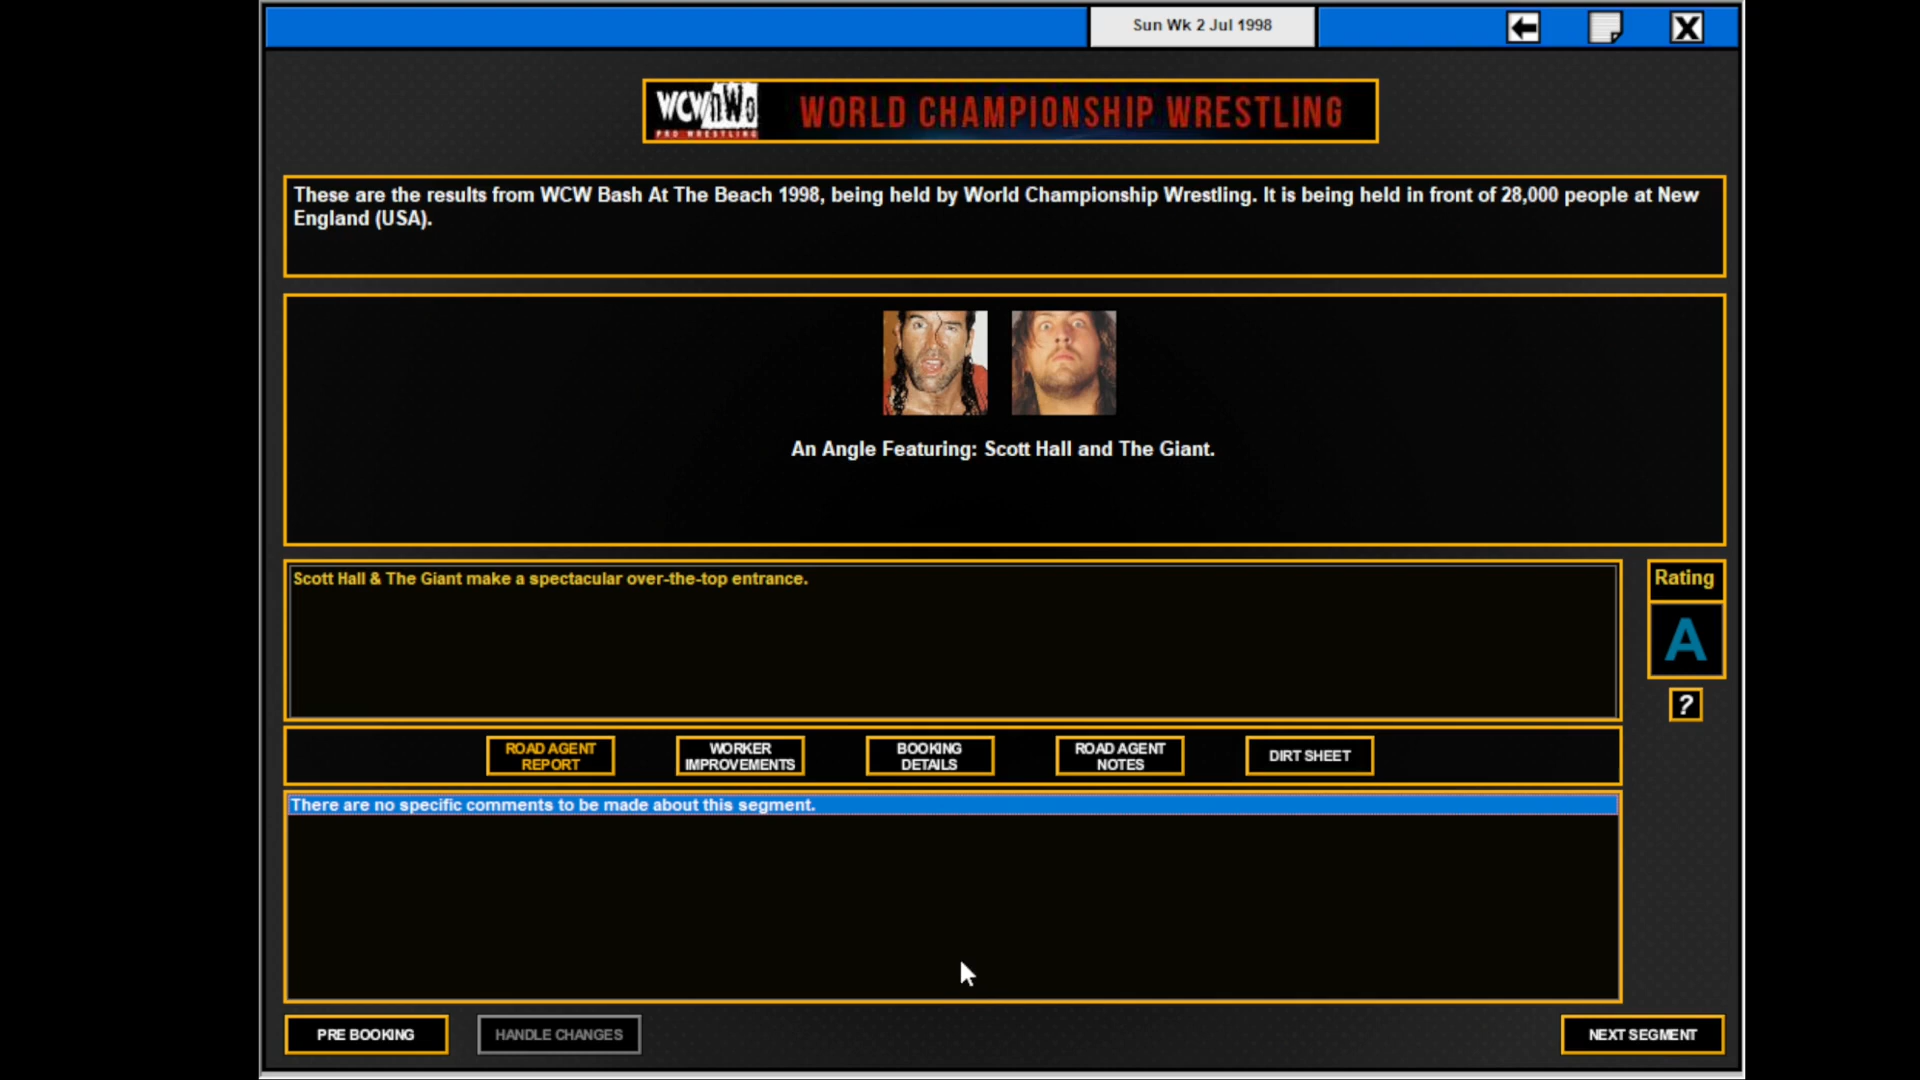 Sun Wk 2 Jul 1998
WCW nWo
PRO WRESTLING
WORLD CHAMPIONSHIP WRESTLING
These are the results from WCW Bash At The Beach 1998, being held by World Championship Wrestling. It is being held in front of 28,000 people at New
England (USA).
An Angle Featuring: Scott Hall and The Giant.
Scott Hall & The Giant make a spectacular over-the-top entrance.
Rating
A
?
ROAD AGENT
REPORT
WORKER
IMPROVEMENTS
BOOKING
DETAILS
ROAD AGENT
NOTES
DIRT SHEET
There are no specific comments to be made about this segment.
PRE BOOKING
HANDLE CHANGES
NEXT SEGMENT